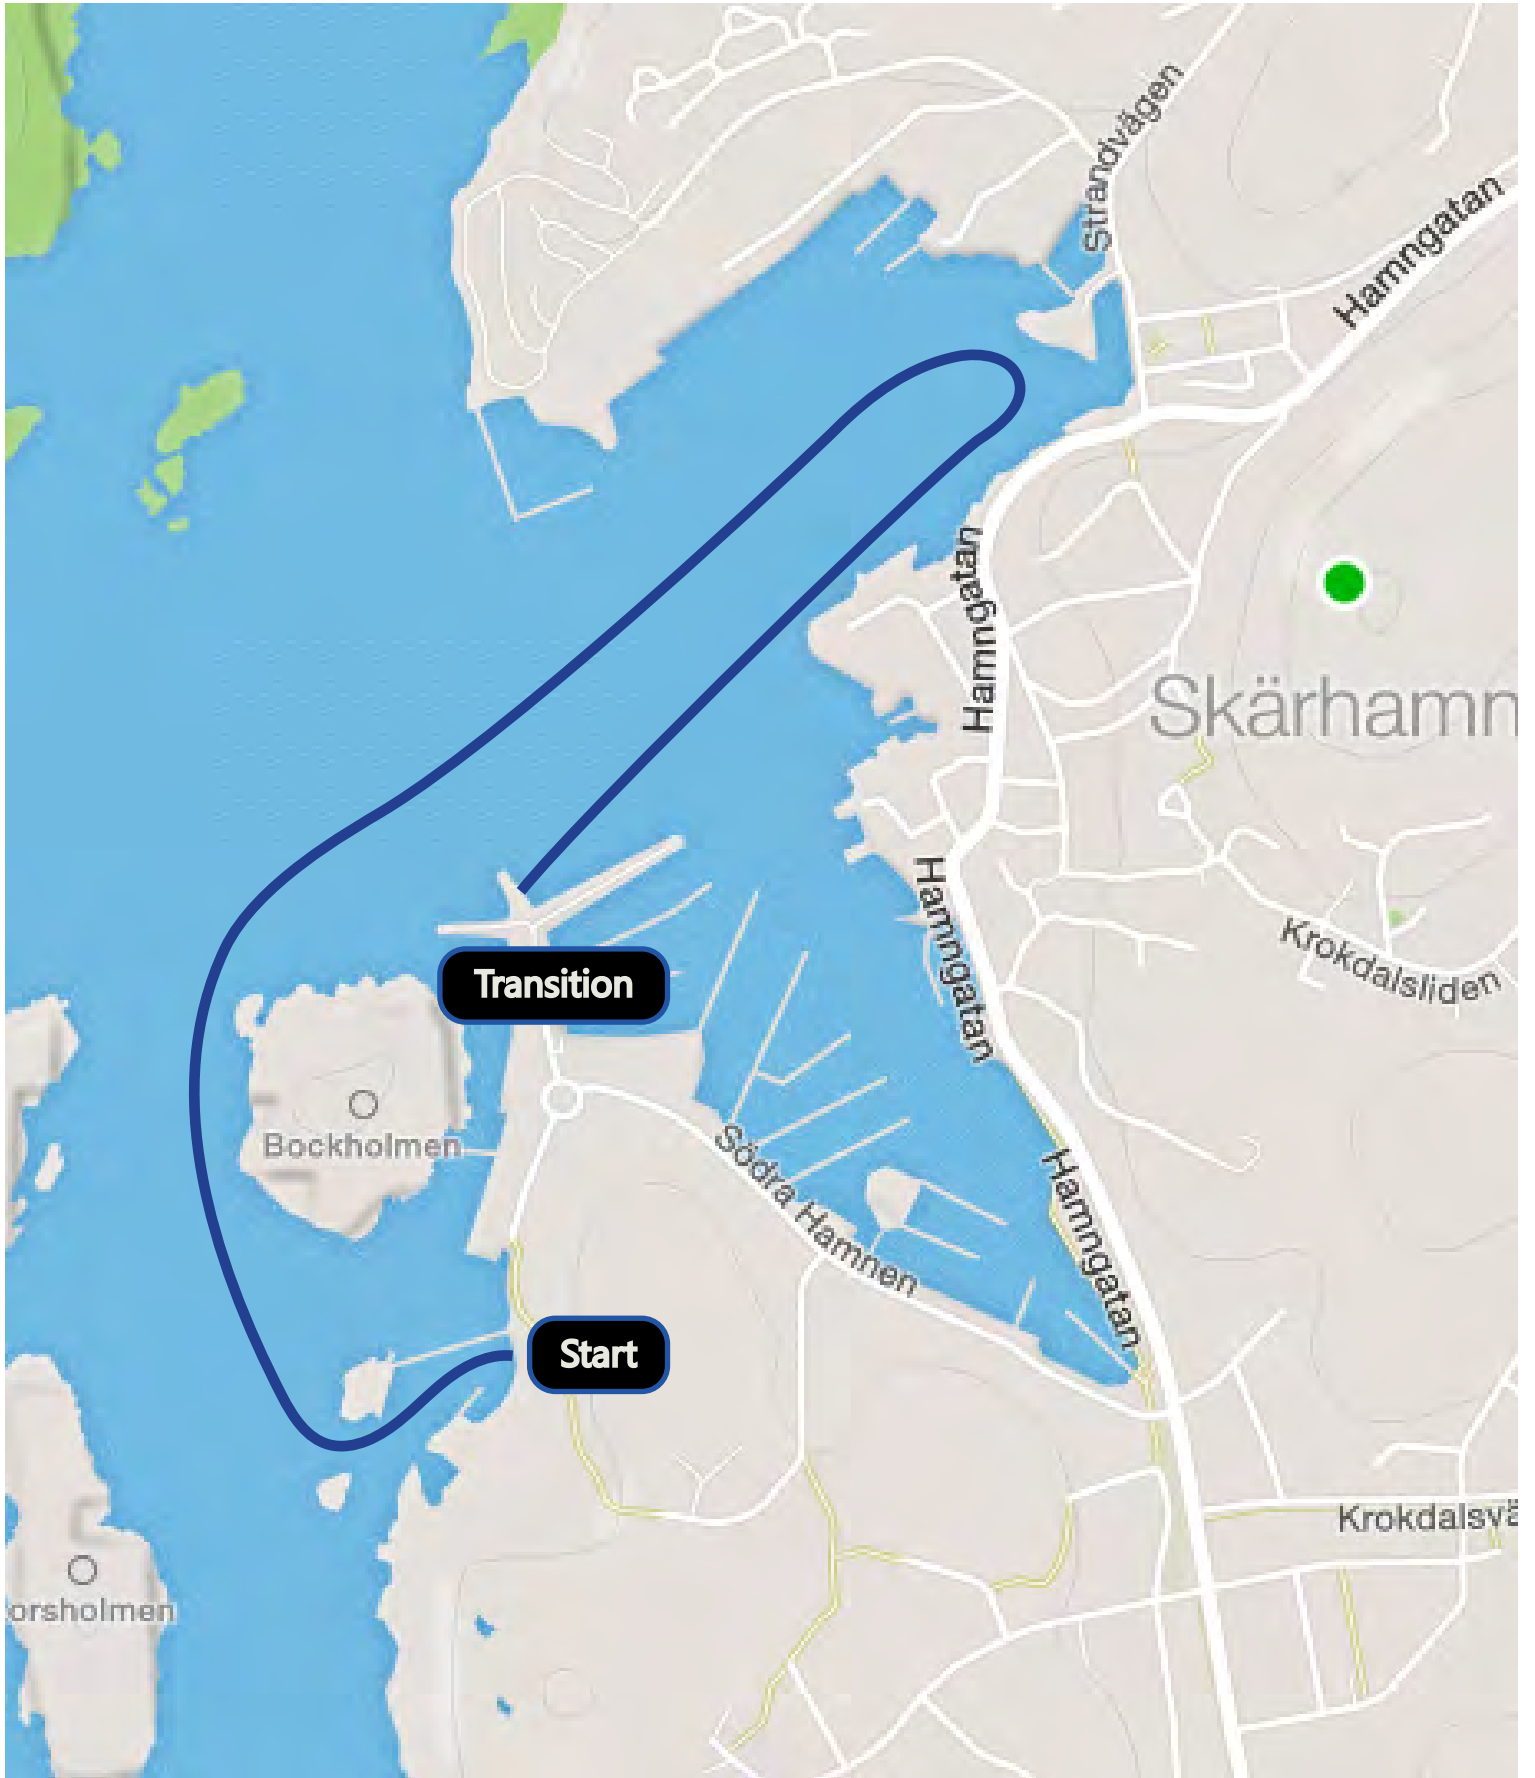 Strandvägen
Hamngatan
Hamngatan
Skärhamn
Hamngatan
Krokdalsliden
Transition
Bockholmen
Södra Hamnen
Hamngatan
Start
Krokdalsvä
orsholmen